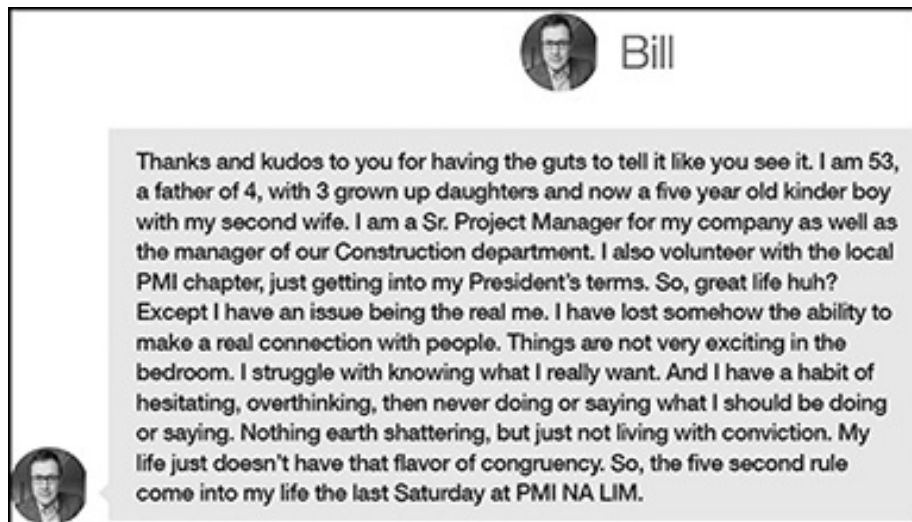 Bill
Thanks and kudos to you for having the guts to tell it like you see it. I am 53,
a father of 4, with 3 grown up daughters and now a five year old kinder boy
with my second wife. I am a Sr. Project Manager for my company as well as
the manager of our Construction department. I also volunteer with the local
PMI chapter, just getting into my President's terms. So, great life huh?
Except I have an issue being the real me. I have lost somehow the ability to
make a real connection with people. Things are not very exciting in the
bedroom. I struggle with knowing what I really want. And I have a habit of
hesitating, overthinking, then never doing or saying what I should be doing
or saying. Nothing earth shattering, but just not living with conviction. My
life just doesn't have that flavor of congruency. So, the five second rule
come into my life the last Saturday at PMI NA LIM.